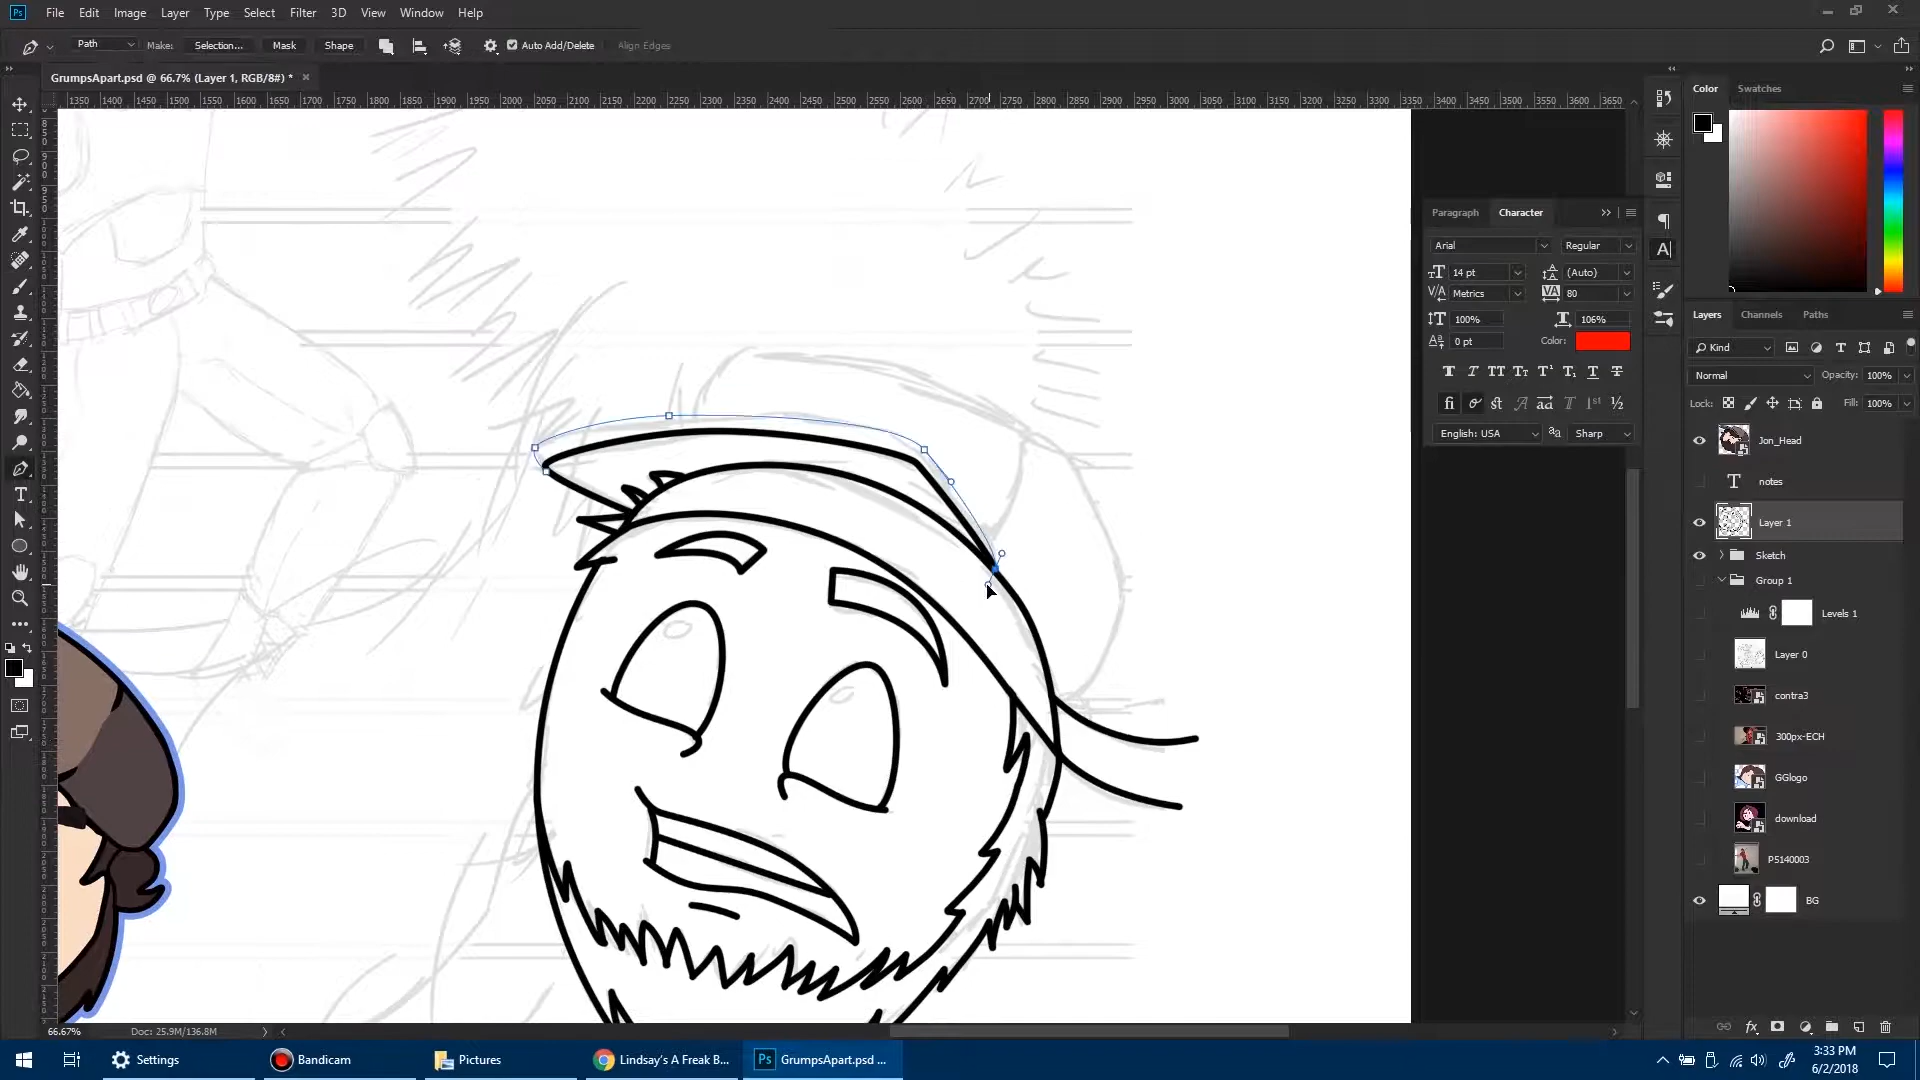 Ps File Edit Image Layer Type Select Filter 3D View Window Help
Path Make: Selection... Mask Shape Auto Add/Delete Align Edges
GrumpsApart.psd @ 66.7% (Layer 1, RGB/8#) * ×
1350 1400 1450 1500 1550 1600 1650 1700 1750 1800 1850 1900 1950 2000 2050 2100 2150 2200 2250 2300 2350 2400 2450 2500 2550 2600 2650 2700 2750 2800 2850 2900 2950 3000 3050 3100 3150 3200 3250 3300 3350 3400 3450 3500 3550 3600 3650
Color Swatches
Paragraph Character
Arial Regular
14 pt (Auto)
Metrics 80
100% 106%
0 pt Color:
English: USA Sharp
Layers Channels Paths
Kind
Normal Opacity: 100%
Lock: Fill: 100%
Jon_Head
notes
Layer 1
Sketch
Group 1
Levels 1
Layer 0
contra3
300px-ECH
GGlogo
download
P5140003
BG
66.67% Doc: 25.9M/136.8M
Settings Bandicam Pictures Lindsay's A Freak B... Ps GrumpsApart.psd ...
3:33 PM
6/2/2018